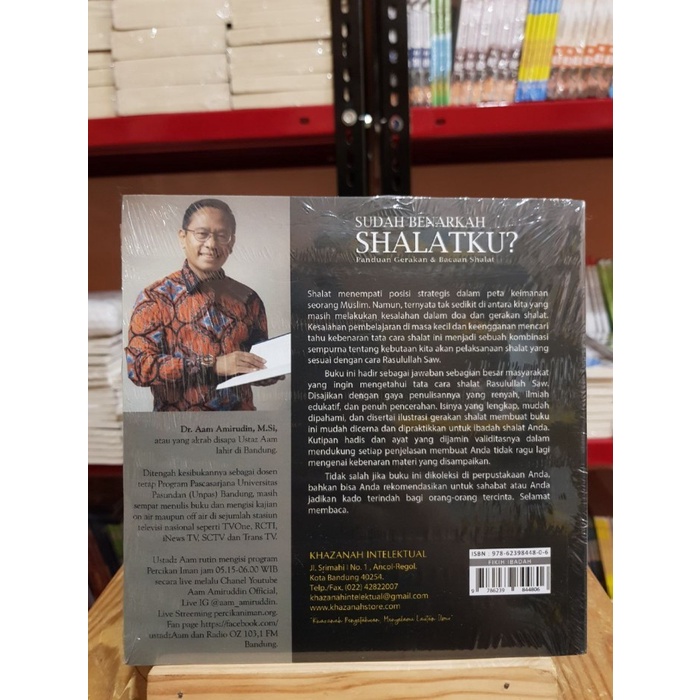 SUDAH BENARKAH
SHALATKU?
Panduan Gerakan & Bacaan Shalat
Shalat menempati posisi strategis dalam peta keimanan
seorang Muslim. Namun, ternyata tak sedikit di antara kita yang
masih melakukan kesalahan dalam doa dan gerakan shalat.
Kesalahan pembelajaran di masa kecil dan keengganan mencari
tahu kebenaran tata cara shalat ini menjadi sebuah kombinasi
sempurna tentang kebutaan kita akan pelaksanaan shalat yang
sesuai dengan cara Rasulullah Saw.
Buku ini hadir sebagai jawaban sebagian besar masyarakat
yang ingin mengetahui tata cara shalat Rasulullah Saw.
Disajikan dengan gaya penulisannya yang renyah, ilmiah,
edukatif, dan penuh pencerahan. Isinya yang lengkap, mudah
dipahami, dan disertai ilustrasi gerakan shalat membuat buku
ini mudah dicerna dan dipraktikkan untuk ibadah shalat Anda.
Kutipan hadis dan ayat yang dijamin validitasnya dalam
mendukung setiap penjelasan membuat Anda tidak ragu lagi
mengenai kebenaran materi yang disampaikan.
Tidak salah jika buku ini dikoleksi di perpustakaan Anda,
bahkan bisa Anda rekomendasikan untuk sahabat atau Anda
jadikan kado terindah bagi orang-orang tercinta. Selamat
membaca.
Dr. Aam Amirudin, M.Si,
atau yang akrab disapa Ustaz Aam
lahir di Bandung.
Ditengah kesibukannya sebagai dosen
terap Program Pascasarjana Universitas
Pasundan (Unpas) Bandung, masih
sempat menulis buku dan mengisi kajian
on air maupun off air di sejumlah stasiun
televisi nasional seperti TVOne, RCTI,
iNews TV, SCTV dan Trans TV.
Ustadz Aam rutin mengisi program
Percikan Iman jam 05.15-06.00 WIB
secara live melalu Chanel Youtube
Aam Amirudin Official,
Live IG @aam_amirudin.
Live Streeming percikaniman.org.
Fan page https://facebook.com/
ustadzAam dan Radio OZ 103,1 FM
Bandung.
KHAZANAH INTELEKTUAL
Jl. Srimahi I No. 1, Ancol-Regol.
Kota Bandung 40254.
Telp./Fax. (022) 42822007
khazanahintelektual@gmail.com
www.khazanahstore.com
"Khazanah Pengetahuan, Menyelami Lautan Ilmu"
ISBN : 978-62398448-0-6
FIKIH IBADAH
9 786239 844806